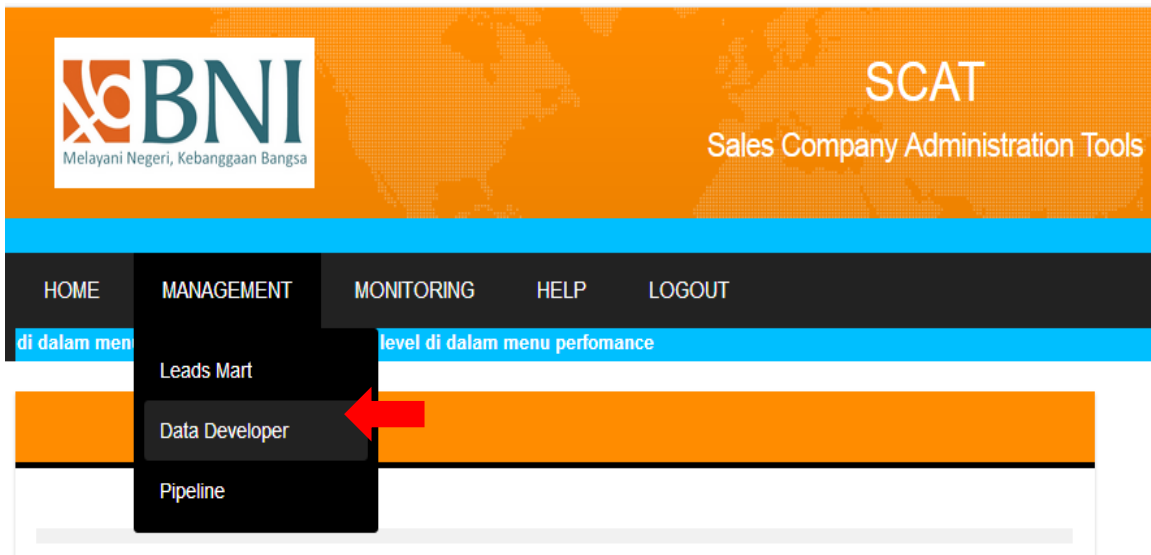 BNI
Melayani Negeri, Kebanggaan Bangsa
SCAT
Sales Company Administration Tools
HOME MANAGEMENT MONITORING HELP LOGOUT
di dalam menu level di dalam menu perfomance
Leads Mart
Data Developer
Pipeline